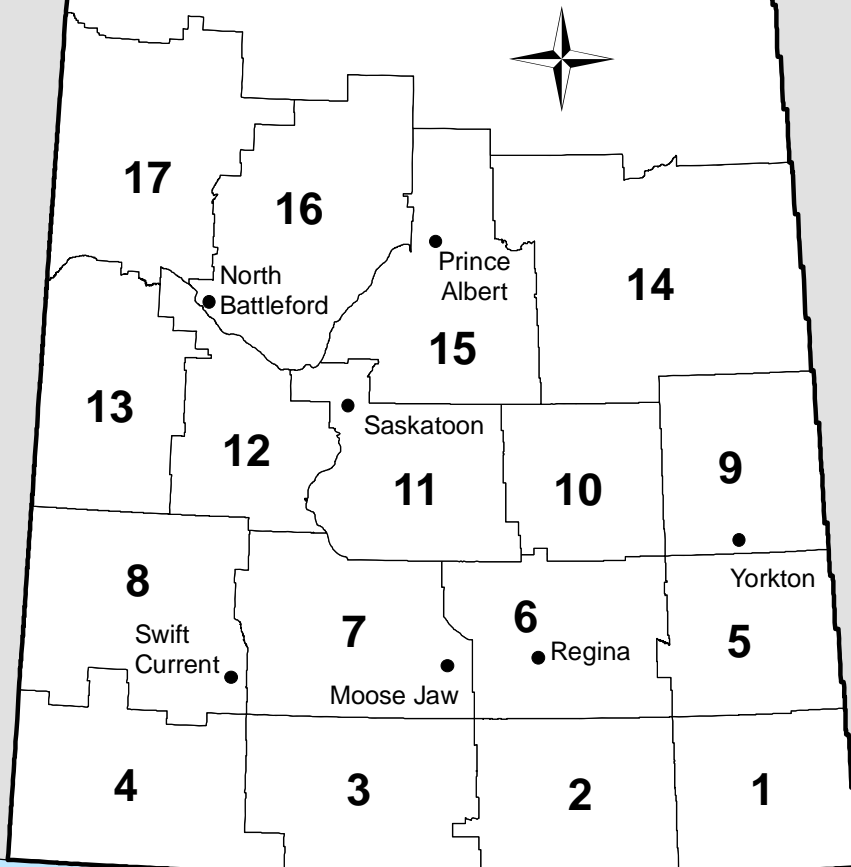 17
16
North
Battleford
Prince
Albert
14
15
13
Saskatoon
12
11
10
9
Yorkton
8
7
6
5
Swift
Current
Regina
Moose Jaw
4
3
2
1